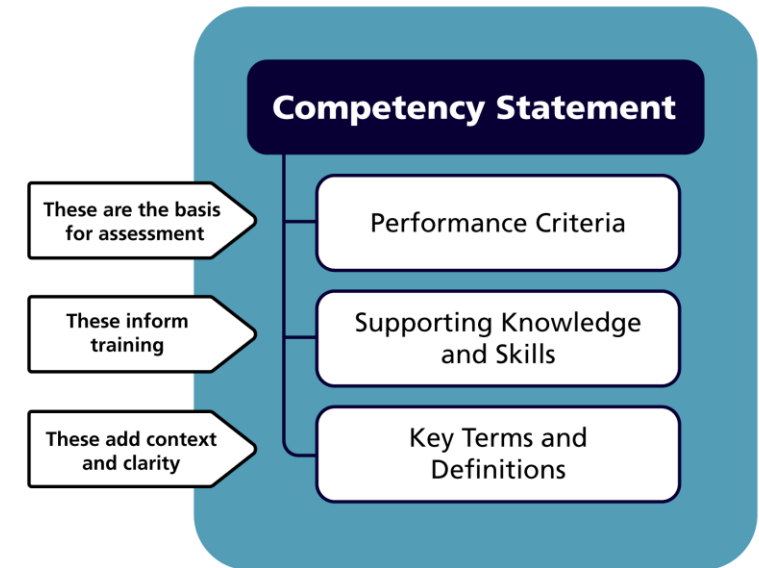 Competency Statement
These are the basis
for assessment
Performance Criteria
These inform
training
Supporting Knowledge
and Skills
These add context
and clarity
Key Terms and
Definitions